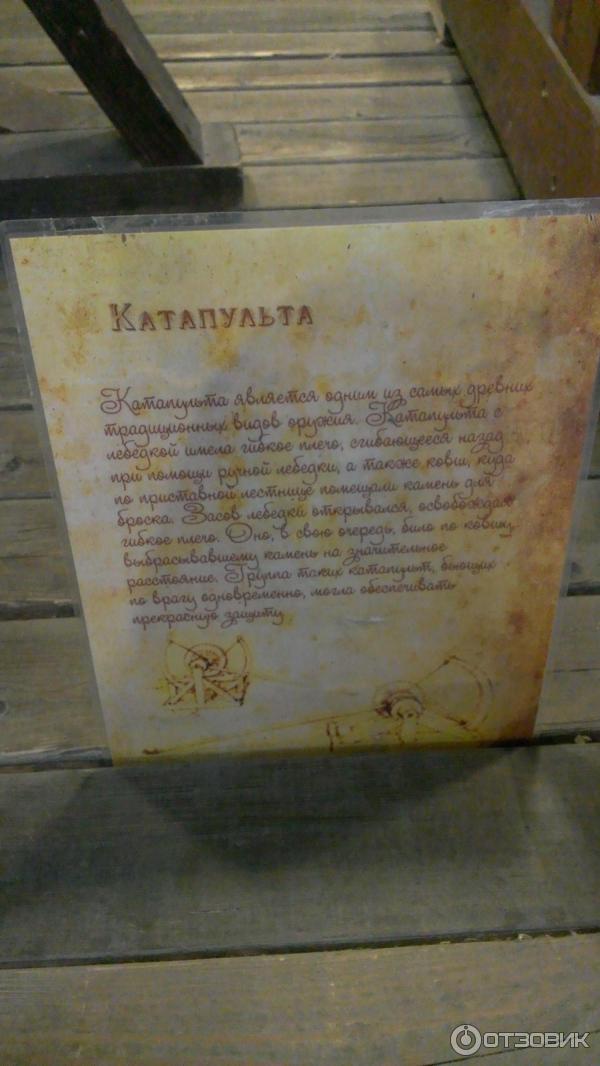 Катапульта
Катапульта является одним из самых древних
традиционных видов оружия. Катапульта с
лебедкой имела гибкое плечо, сгибающееся назад
при помощи ручной лебедки, а также ковш, куда
по приставной лестнице помещали камень для
броска. Засов лебедки открывался, освобождая
гибкое плечо. Оно, в свою очередь, било по ковшу,
выбрасывавшему камень на значительное
расстояние. Группа таких катапульт, бьющих
по врагу одновременно, могла обеспечивать
прекрасную защиту
ОТЗОВИК